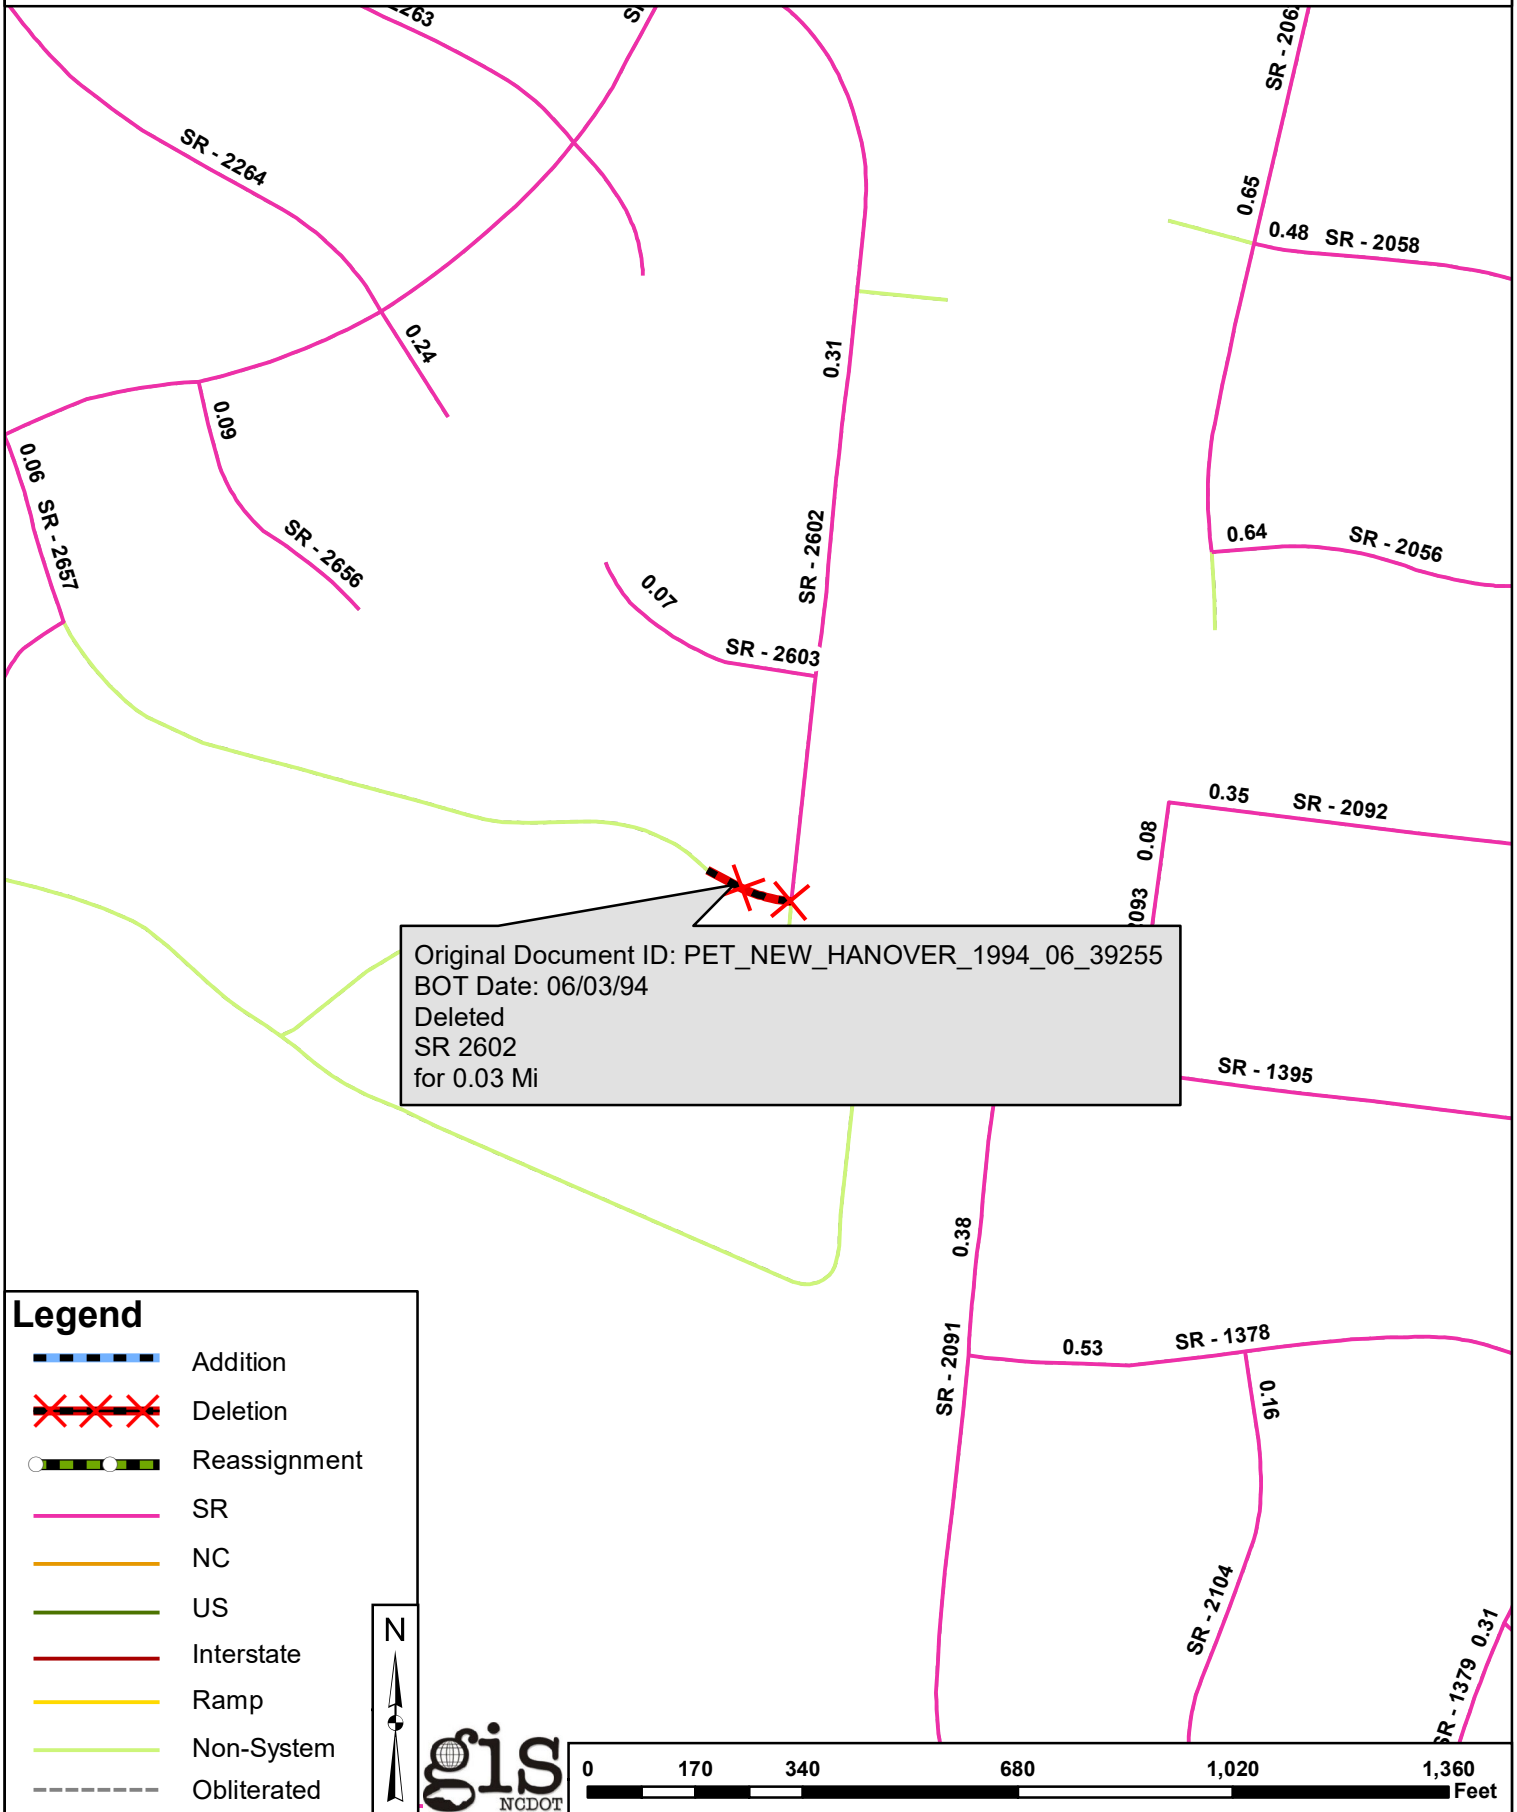 2263
SR - 2264
0.24
0.09
0.06 SR - 2657
SR - 2656
0.31
SR - 2602
0.07
SR - 2603
0.65
0.48 SR - 2058
0.64 SR - 2056
0.35 SR - 2092
0.08
Original Document ID: PET_NEW_HANOVER_1994_06_39255
BOT Date: 06/03/94
Deleted
SR 2602
for 0.03 Mi
SR - 1395
0.38
SR - 2091
0.53 SR - 1378
0.16
SR - 2104
SR - 1379 0.31
Legend
Addition
Deletion
Reassignment
SR
NC
US
Interstate
Ramp
Non-System
Obliterated
N
gis
NCDOT
0 170 340 680 1,020 1,360
Feet